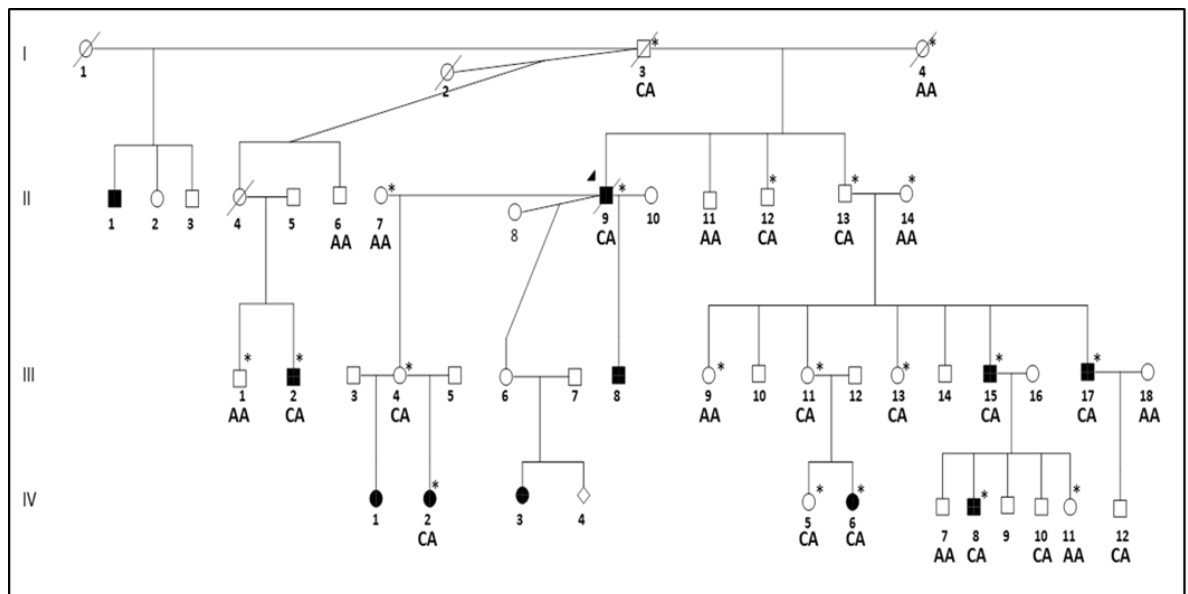 I
* *
1 2 3 4
CA AA
II
* * * * *
1 2 3 4 5 6 7 8 9 10 11 12 13 14
AA AA CA AA CA CA AA
III
* * * * * * * * *
1 2 3 4 5 6 7 8 9 10 11 12 13 14 15 16 17 18
AA CA CA AA CA CA CA CA AA
IV
* * * * *
1 2 3 4 5 6 7 8 9 10 11 12
CA CA CA AA CA CA AA CA